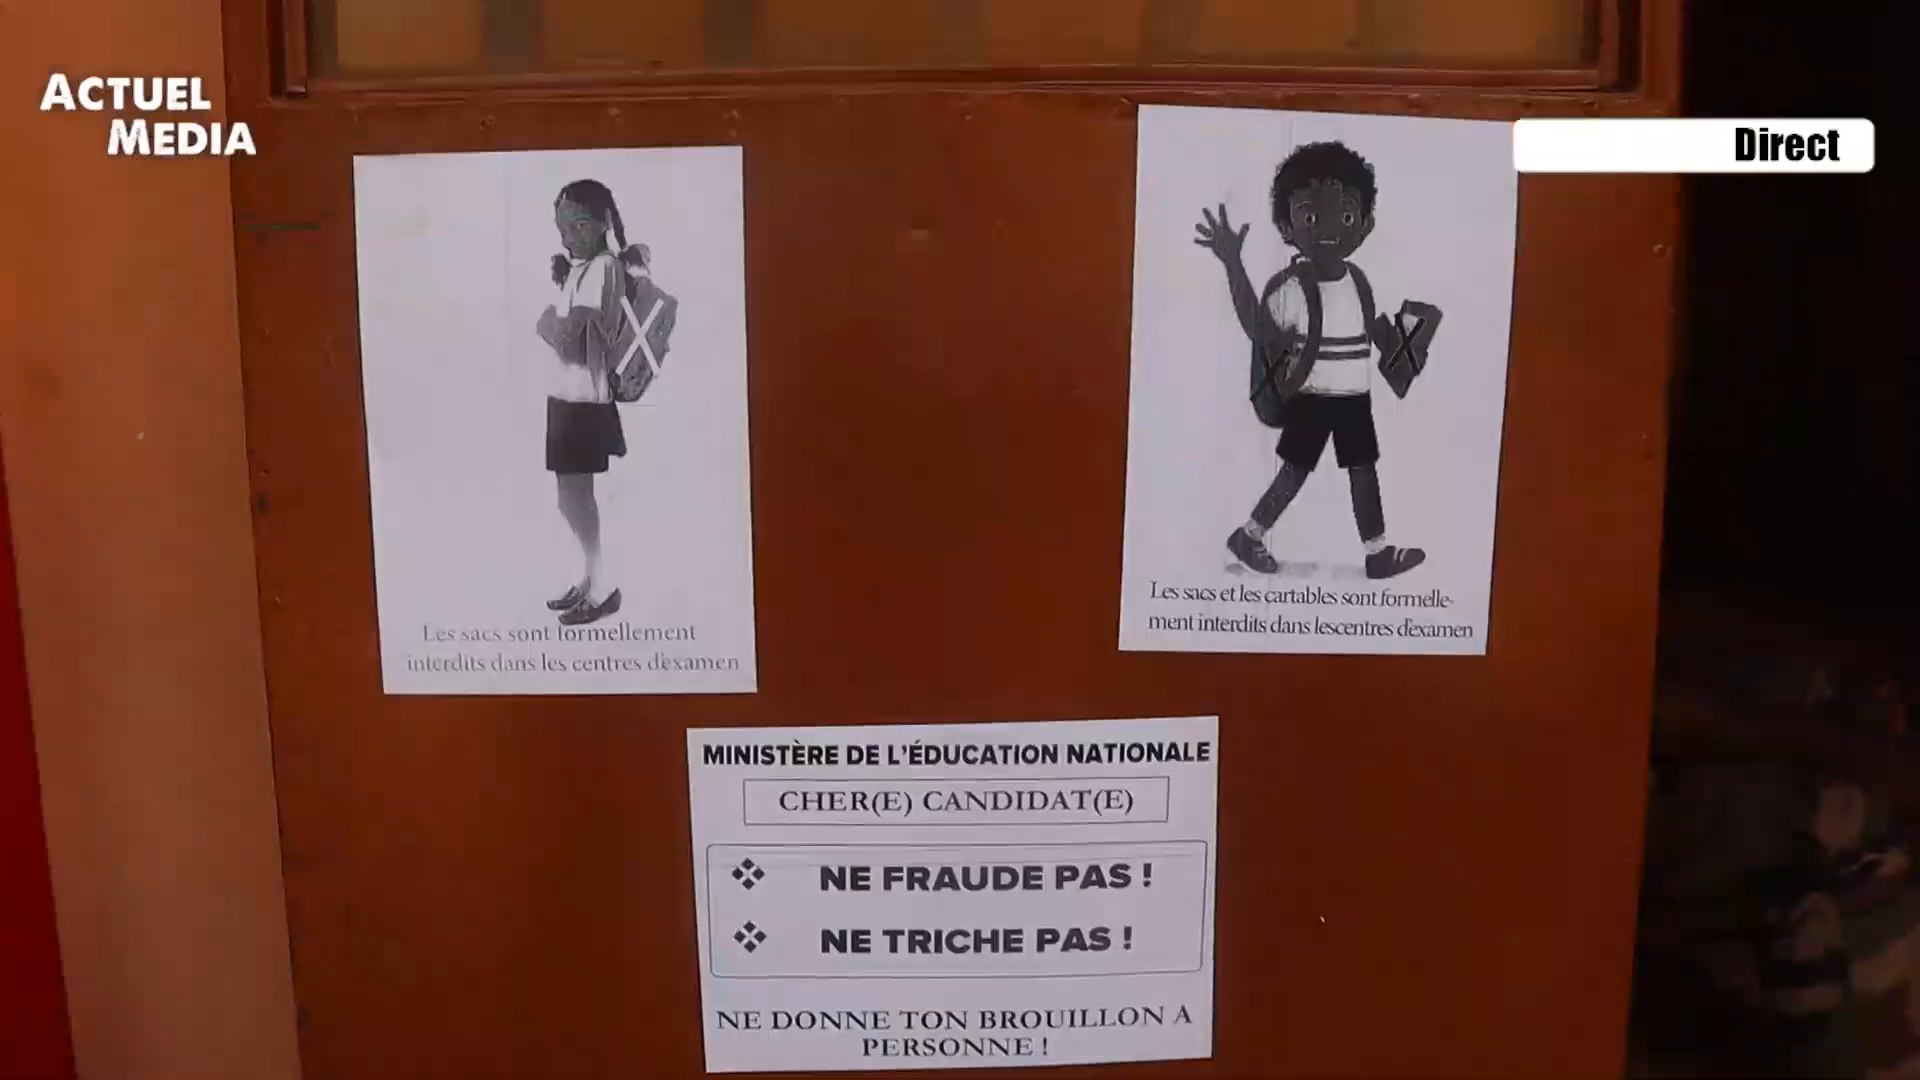 ACTUEL
MEDIA
Direct
Les sacs sont formellement
interdits dans les centres d'examen
Les sacs et les cartables sont formelle-
ment interdits dans lescentres d'examen
MINISTÈRE DE L'ÉDUCATION NATIONALE
CHER(E) CANDIDAT(E)
❖ NE FRAUDE PAS !
❖ NE TRICHE PAS !
NE DONNE TON BROUILLON A
PERSONNE !